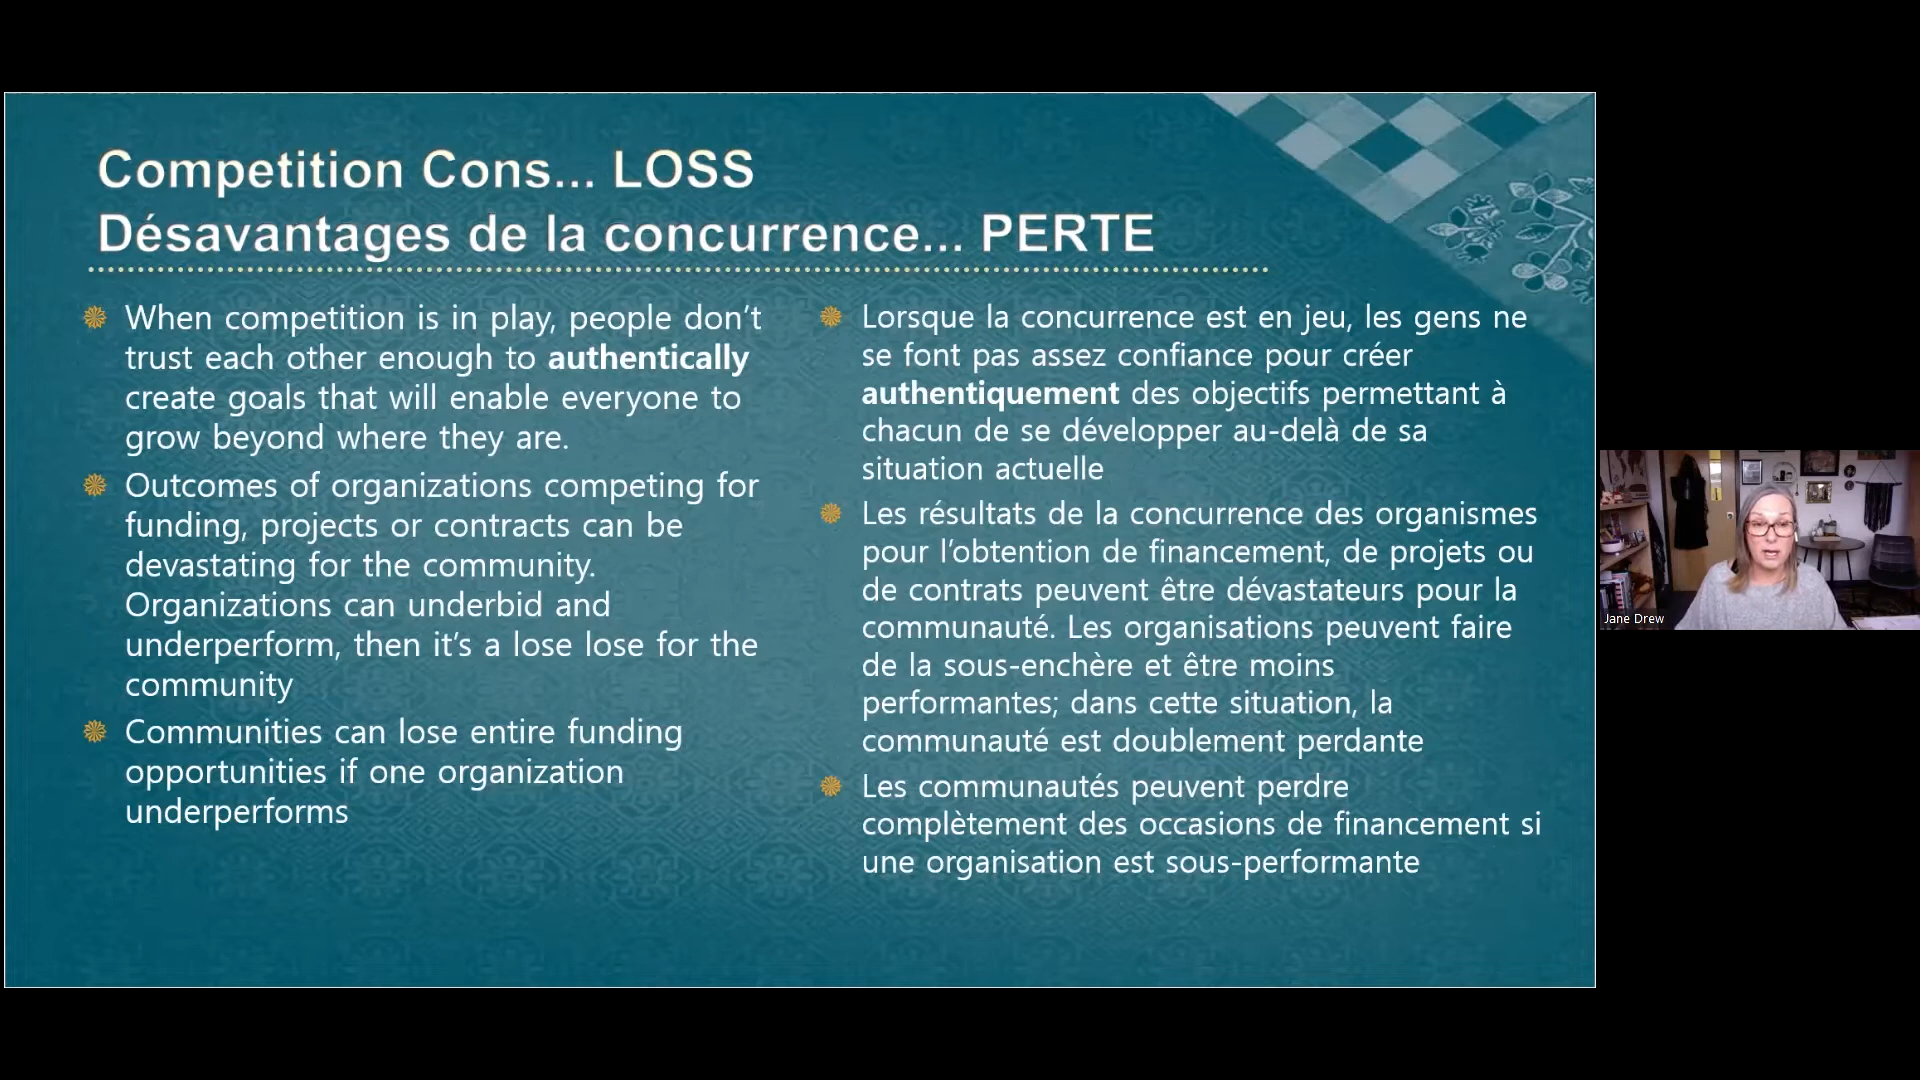 Competition Cons... LOSS
Désavantages de la concurrence... PERTE
When competition is in play, people don’t
trust each other enough to authentically
create goals that will enable everyone to
grow beyond where they are.
Outcomes of organizations competing for
funding, projects or contracts can be
devastating for the community.
Organizations can underbid and
underperform, then it’s a lose lose for the
community
Communities can lose entire funding
opportunities if one organization
underperforms
Lorsque la concurrence est en jeu, les gens ne
se font pas assez confiance pour créer
authentiquement des objectifs permettant à
chacun de se développer au-delà de sa
situation actuelle
Les résultats de la concurrence des organismes
pour l’obtention de financement, de projets ou
de contrats peuvent être dévastateurs pour la
communauté. Les organisations peuvent faire
de la sous-enchère et être moins
performantes; dans cette situation, la
communauté est doublement perdante
Les communautés peuvent perdre
complètement des occasions de financement si
une organisation est sous-performante
Jane Drew